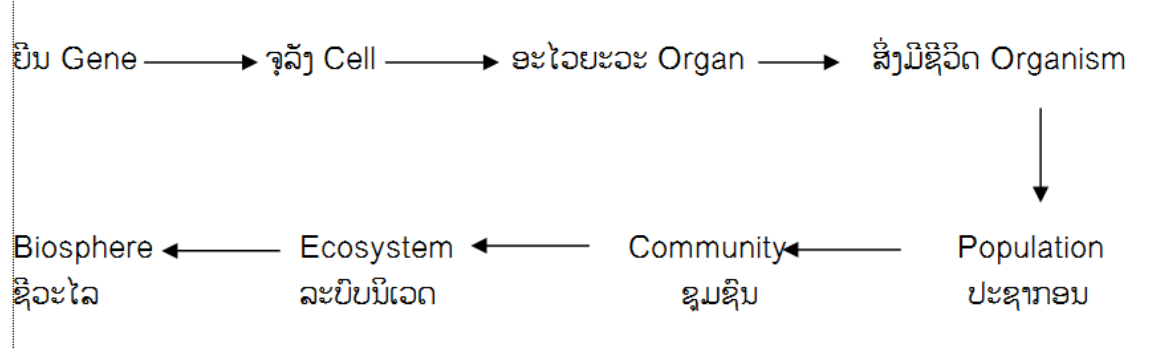 ຍີນ Gene ຈຸລັງ Cell ອະໄວຍະວະ Organ ສິ່ງມີຊີວິດ Organism
Biosphere Ecosystem Community Population
ຊີວະໄລ ລະບົບນິເວດ ຊຸມຊົນ ປະຊາກອນ